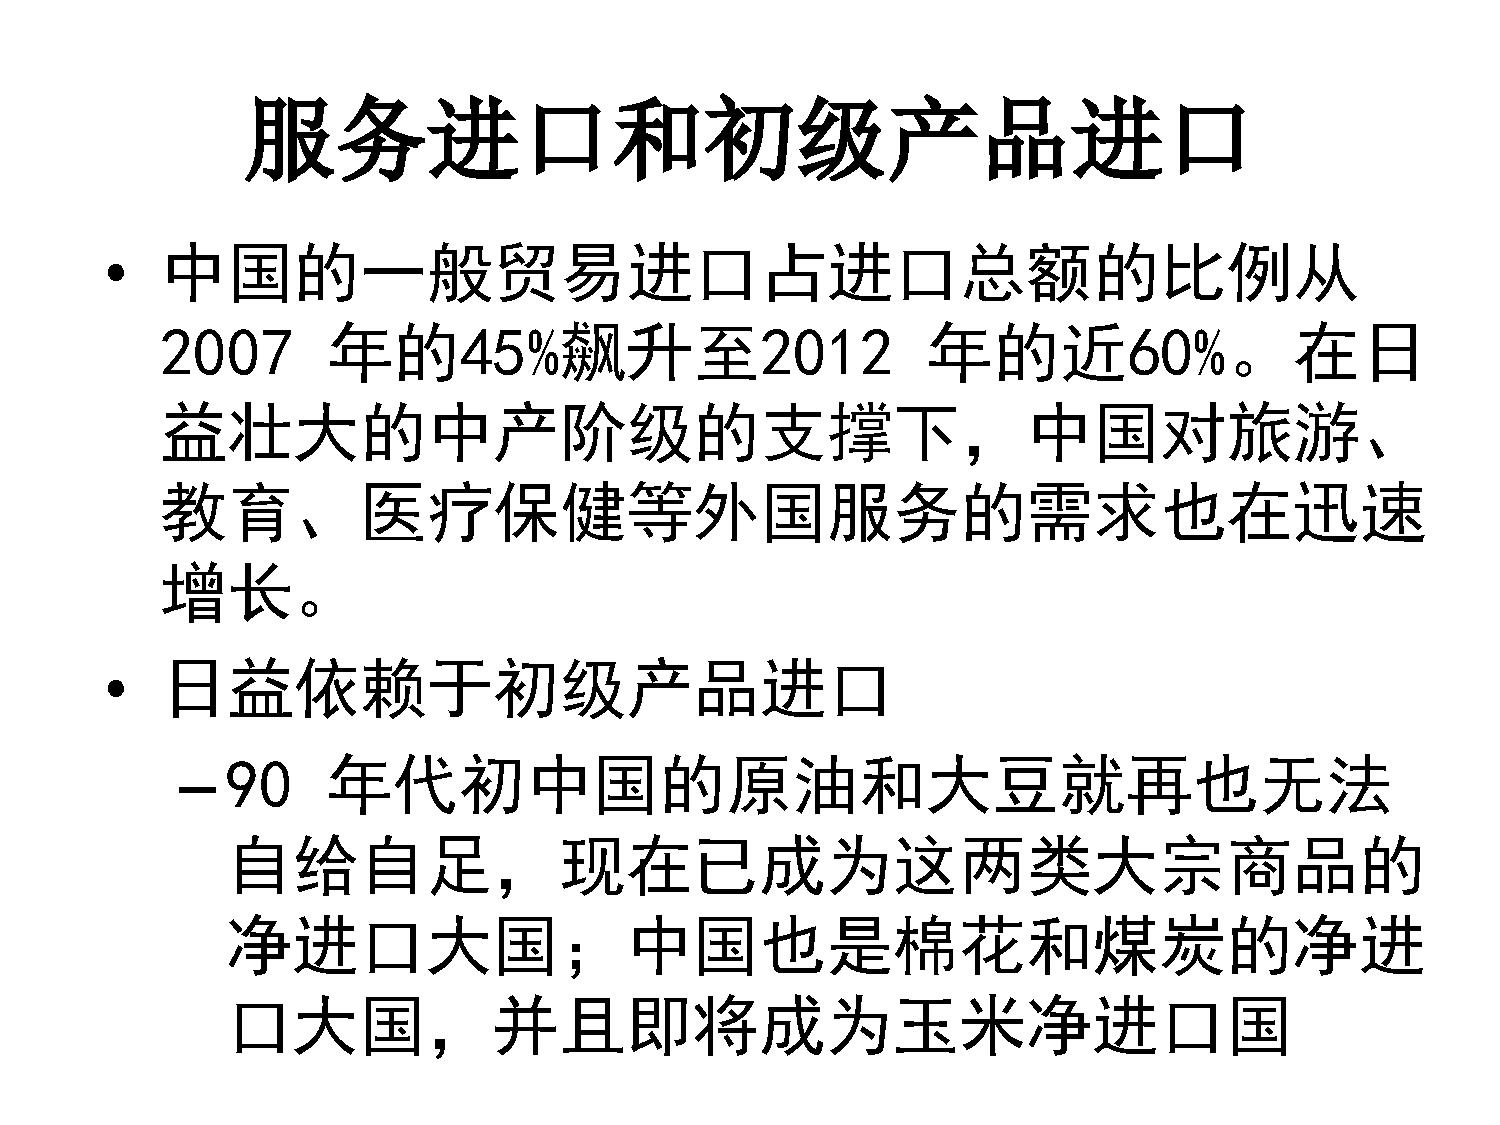 服务进口和初级产品进口
• 中国的一般贸易进口占进口总额的比例从
2007 年的45%飙升至2012 年的近60%。在日
益壮大的中产阶级的支撑下，中国对旅游、
教育、医疗保健等外国服务的需求也在迅速
增长。
• 日益依赖于初级产品进口
–90 年代初中国的原油和大豆就再也无法
自给自足，现在已成为这两类大宗商品的
净进口大国；中国也是棉花和煤炭的净进
口大国，并且即将成为玉米净进口国